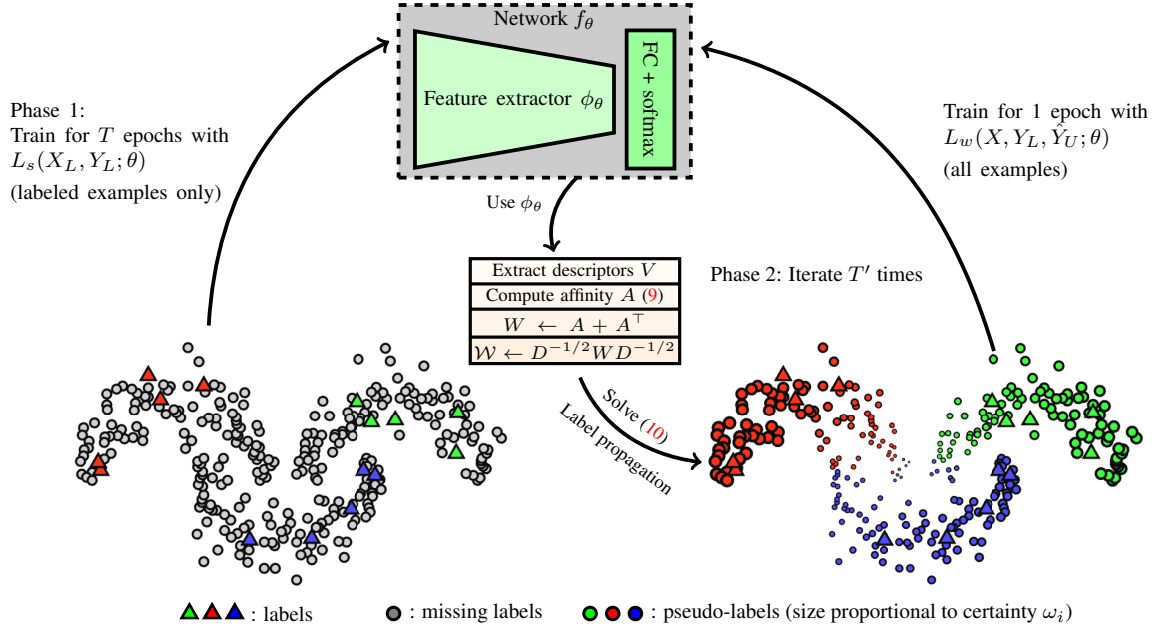 Network $f_\theta$
Feature extractor $\phi_\theta$
FC + softmax
Phase 1:
Train for $T$ epochs with
$L_s(X_L, Y_L; \theta)$
(labeled examples only)
Train for 1 epoch with
$L_w(X, Y_L, \hat{Y}_U; \theta)$
(all examples)
Use $\phi_\theta$
Extract descriptors $V$
Compute affinity $A$ (9)
$W \leftarrow A + A^\top$
$\mathcal{W} \leftarrow D^{-1/2} W D^{-1/2}$
Phase 2: Iterate $T'$ times
Solve (10)
Label propagation
: labels
: missing labels
: pseudo-labels (size proportional to certainty $\omega_i$)